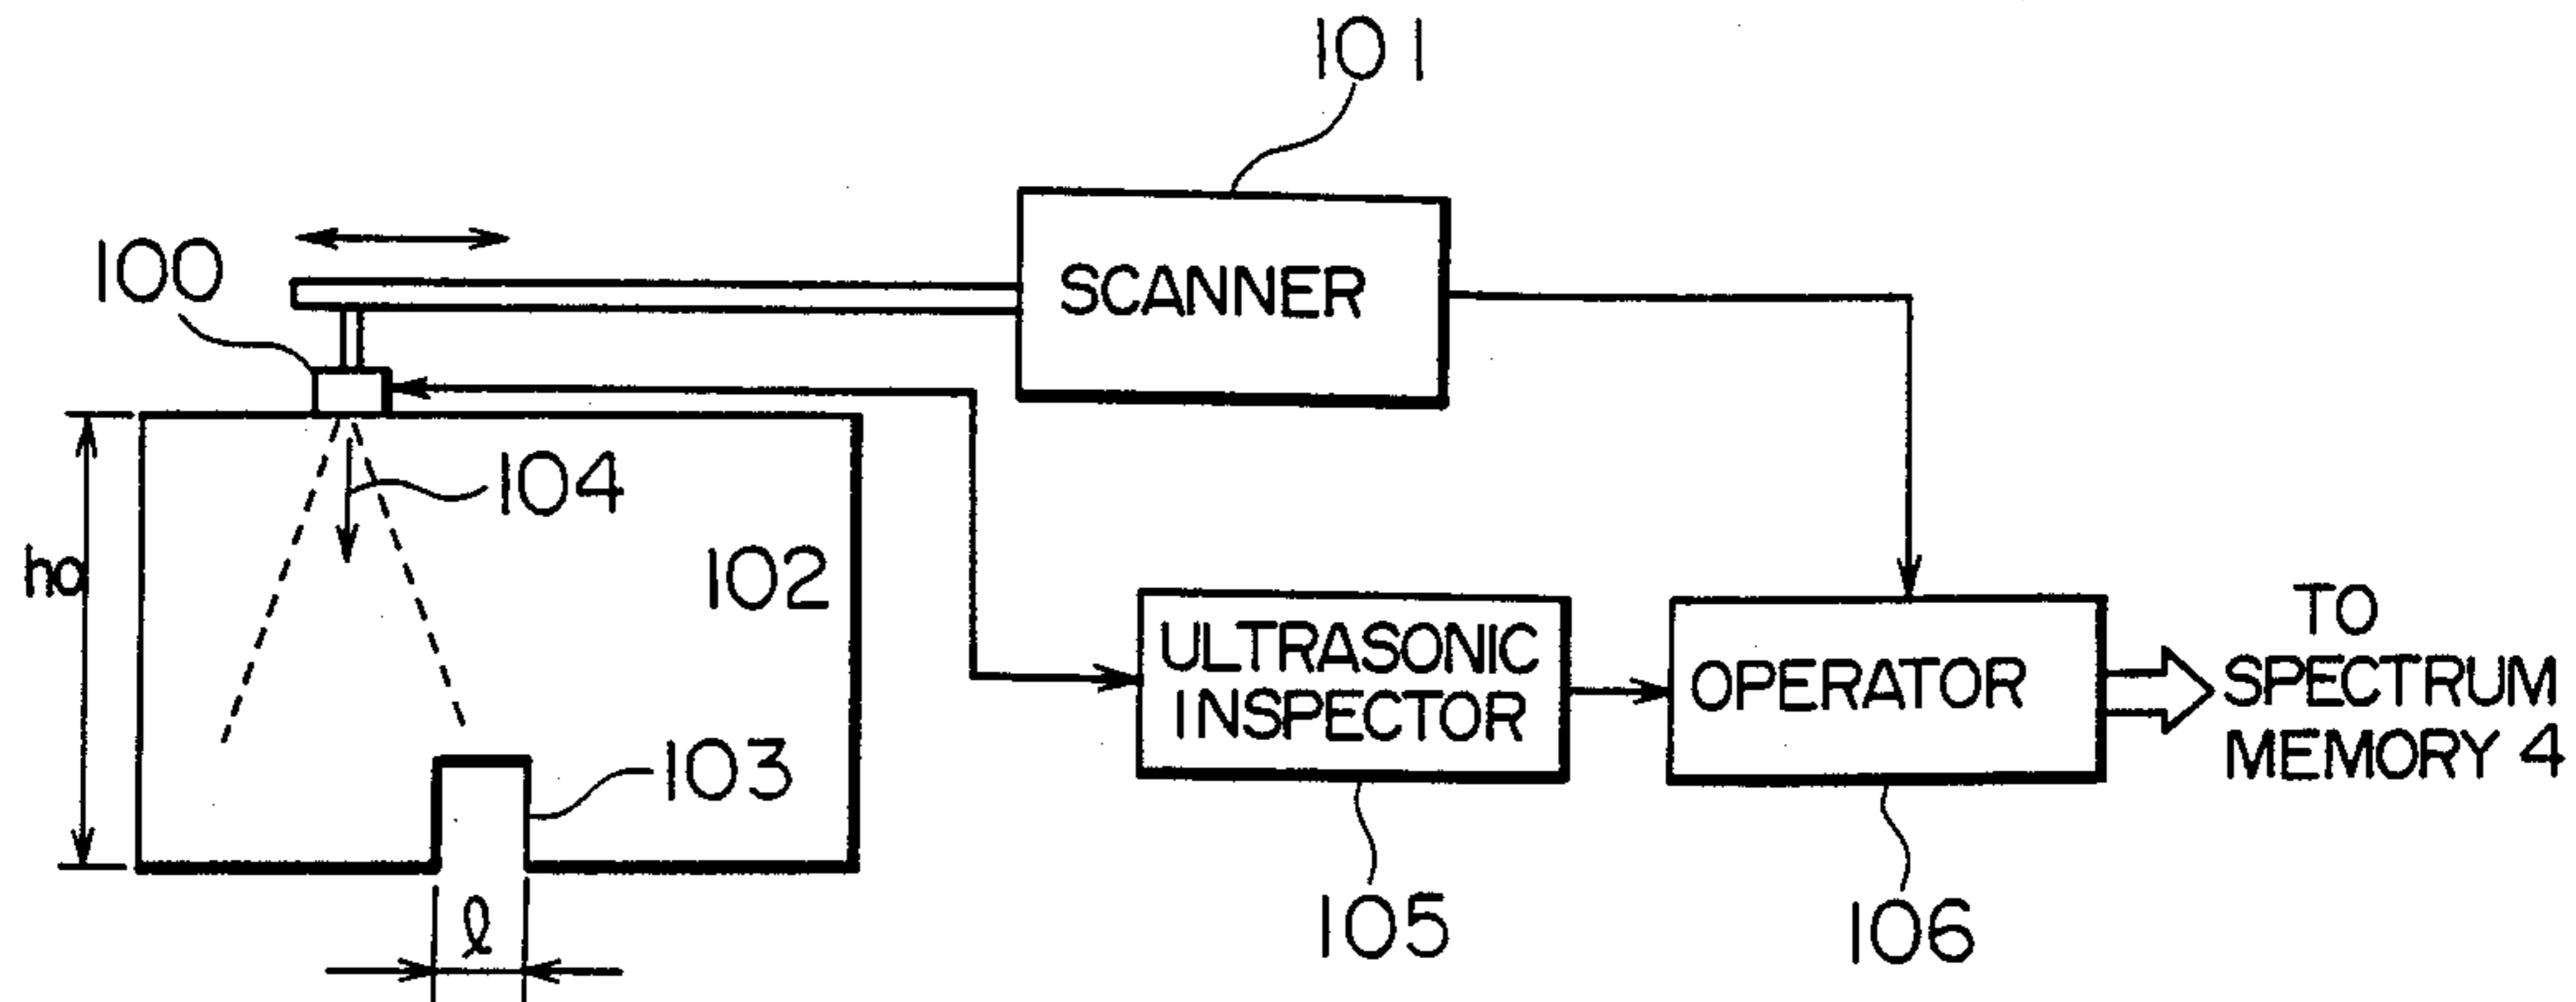 101
100
SCANNER
104
ho
102
ULTRASONIC
INSPECTOR
OPERATOR
TO
SPECTRUM
MEMORY 4
103
105
106
ℓ